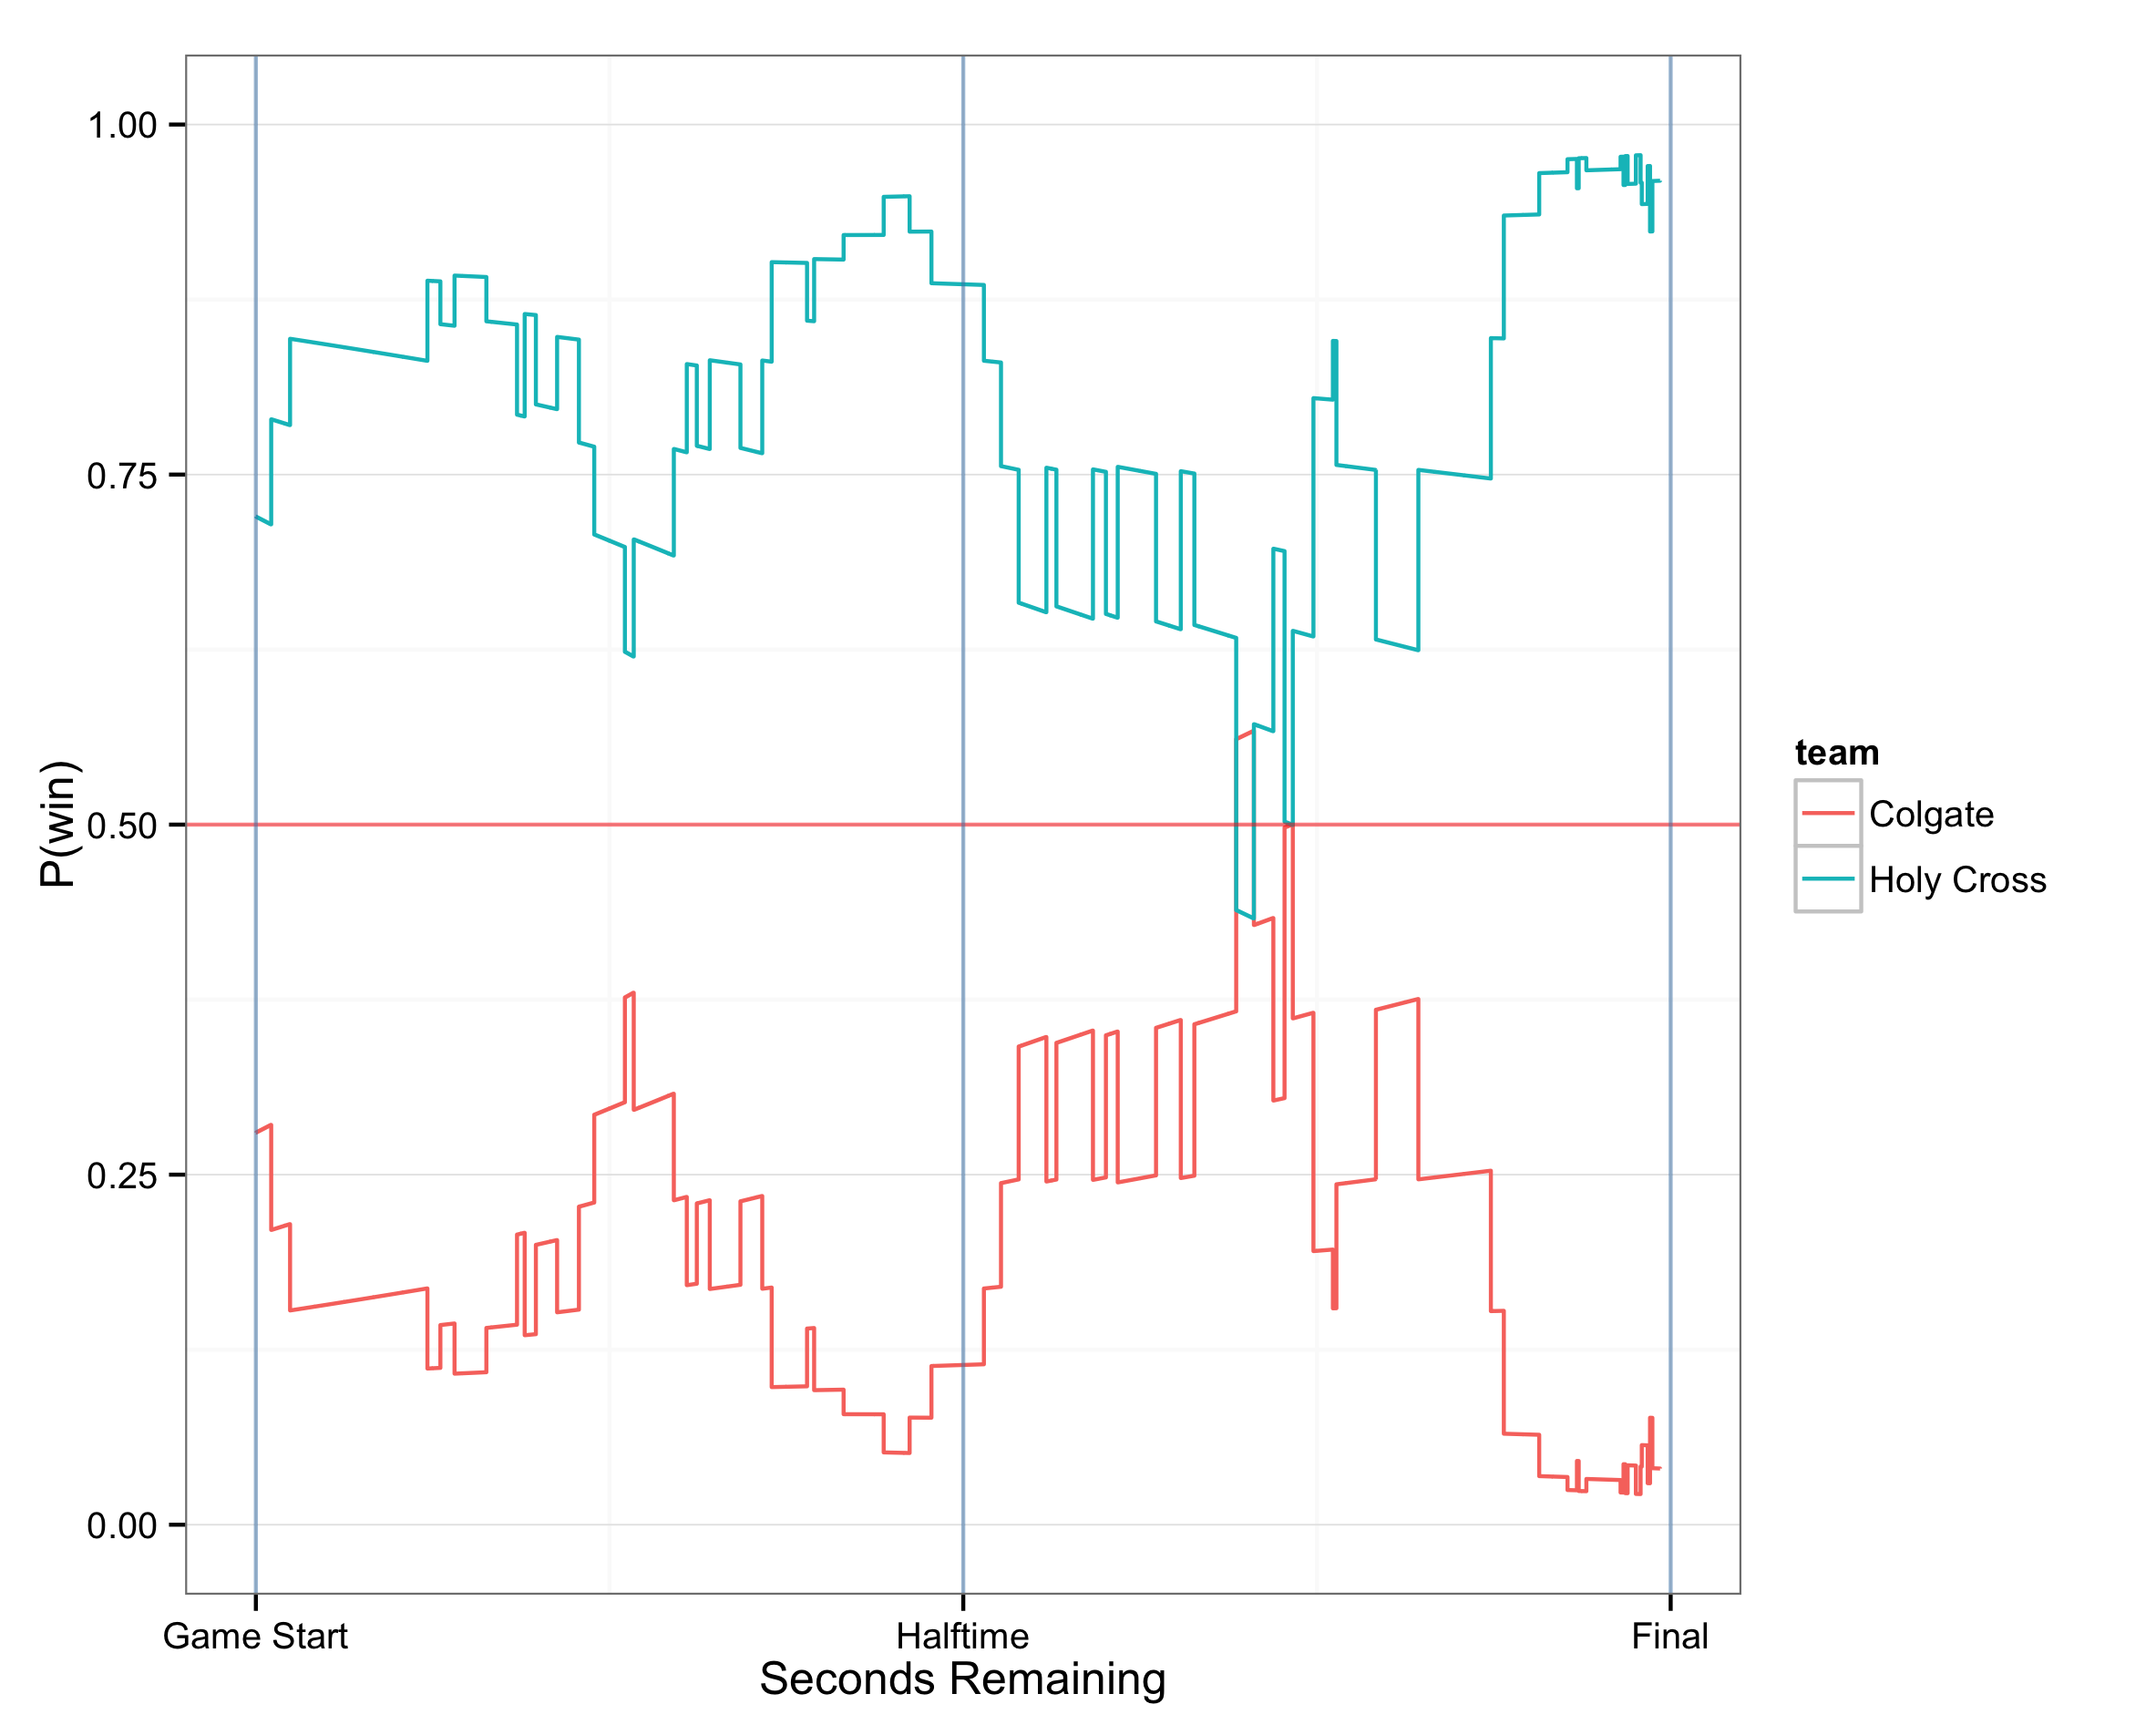 1.00
0.75
0.50
0.25
0.00
P(win)
Game Start
Halftime
Final
Seconds Remaining
team
Colgate
Holy Cross